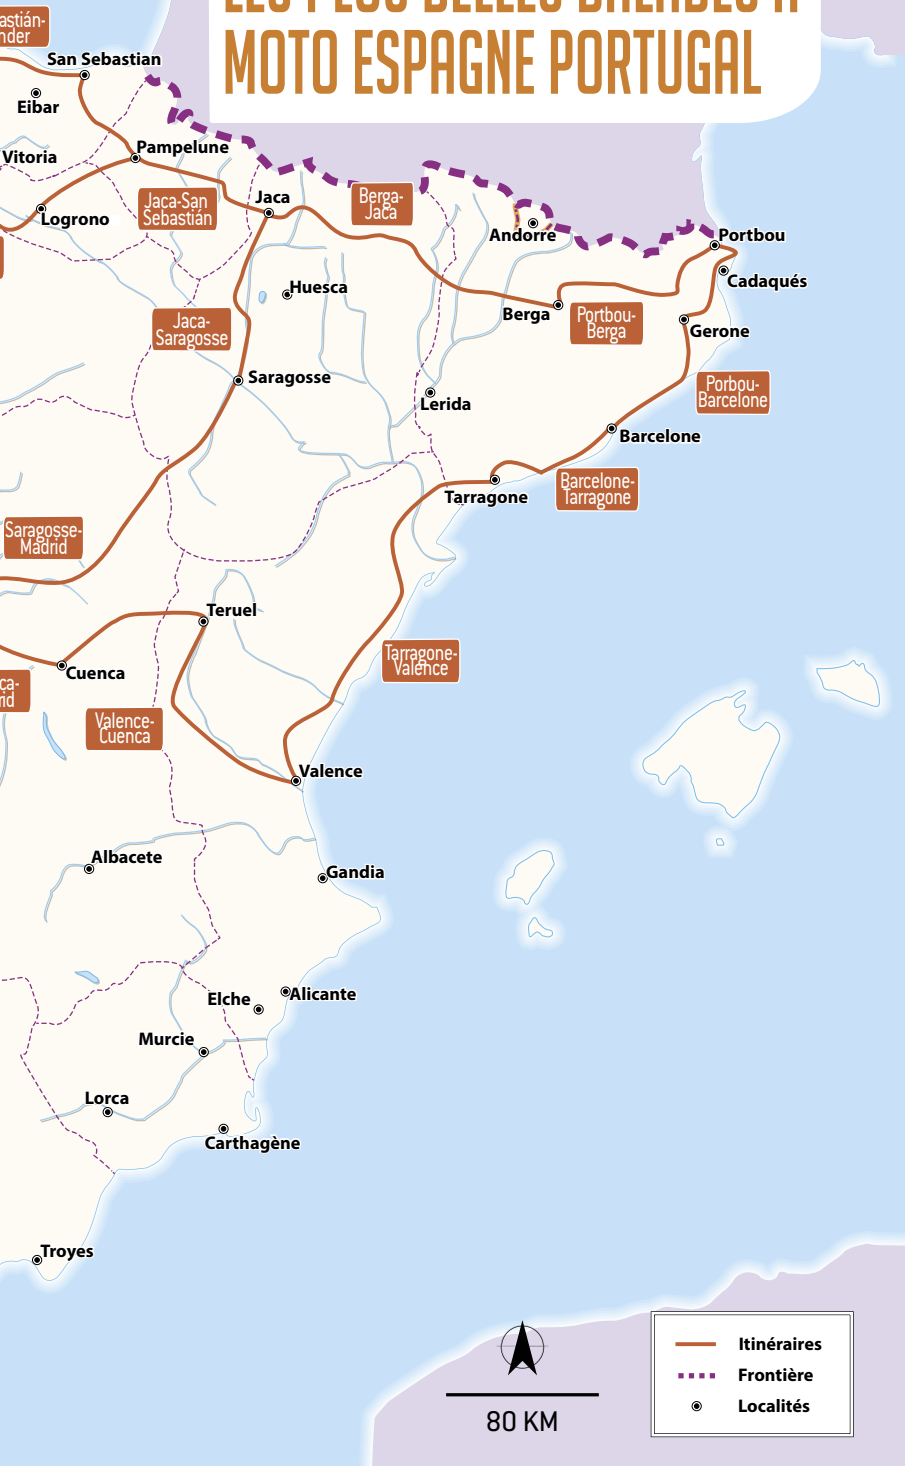 MOTO ESPAGNE PORTUGAL
San Sebastian
Eibar
Vitoria
Pampelune
Logrono
Jaca-San
Sebastián
Jaca
Berga-
Jaca
Andorre
Portbou
Cadaqués
Huesca
Berga
Portbou-
Berga
Gerone
Jaca-
Saragosse
Saragosse
Lerida
Porbou-
Barcelone
Barcelone
Tarragone
Barcelone-
Tarragone
Saragosse-
Madrid
Teruel
Cuenca
Tarragone-
Valence
Valence-
Cuenca
Valence
Albacete
Gandia
Elche
Alicante
Murcie
Lorca
Carthagène
Troyes
80 KM
Itinéraires
Frontière
Localités